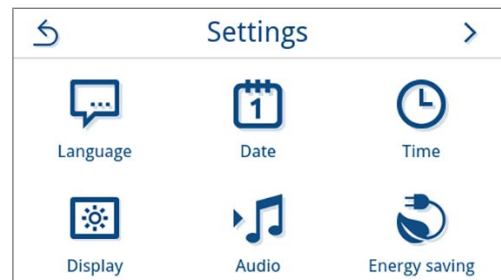 Settings
1
Language
Date
Time
Display
Audio
Energy saving